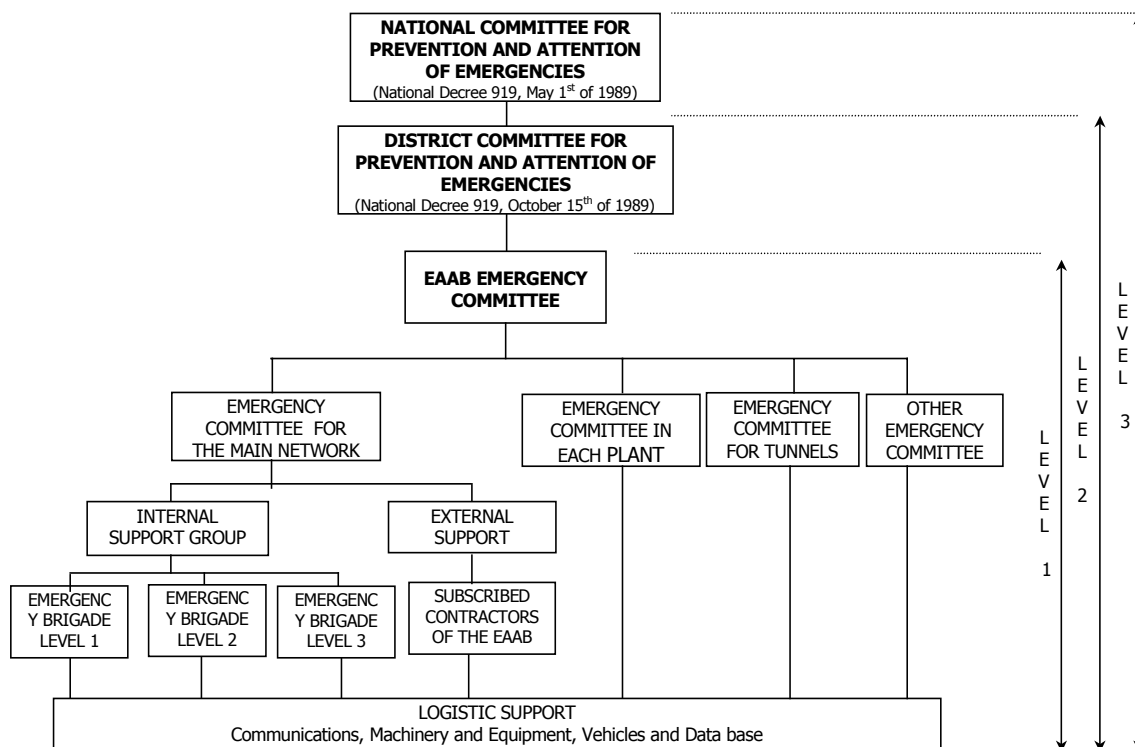 NATIONAL COMMITTEE FOR
PREVENTION AND ATTENTION
OF EMERGENCIES
(National Decree 919, May 1st of 1989)
DISTRICT COMMITTEE FOR
PREVENTION AND ATTENTION OF
EMERGENCIES
(National Decree 919, October 15th of 1989)
EAAB EMERGENCY
COMMITTEE
EMERGENCY
COMMITTEE FOR
THE MAIN NETWORK
EMERGENCY
COMMITTEE IN
EACH PLANT
EMERGENCY
COMMITTEE
FOR TUNNELS
OTHER
EMERGENCY
COMMITTEE
INTERNAL
SUPPORT GROUP
EXTERNAL
SUPPORT
EMERGENC
Y BRIGADE
LEVEL 1
EMERGENC
Y BRIGADE
LEVEL 2
EMERGENC
Y BRIGADE
LEVEL 3
SUBSCRIBED
CONTRACTORS
OF THE EAAB
LOGISTIC SUPPORT
Communications, Machinery and Equipment, Vehicles and Data base
LEVEL 1
LEVEL 2
LEVEL 3